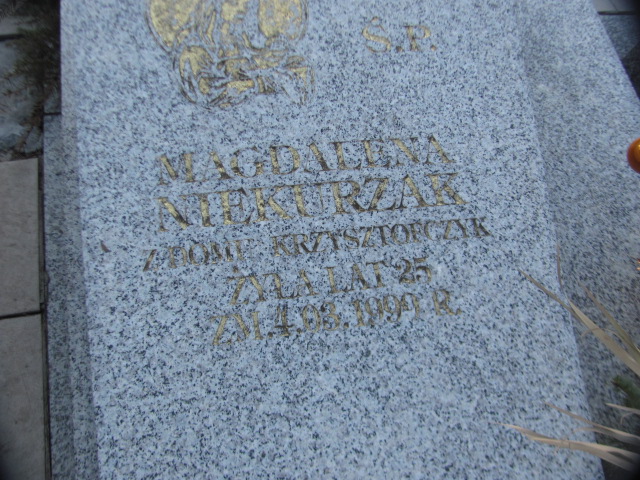 Ś.P.
MAGDALENA
NIEKURZAK
Z DOMU KRZYSZTOFCZYK
ŻYŁA LAT 25
ZM. 4.03.1999 R.